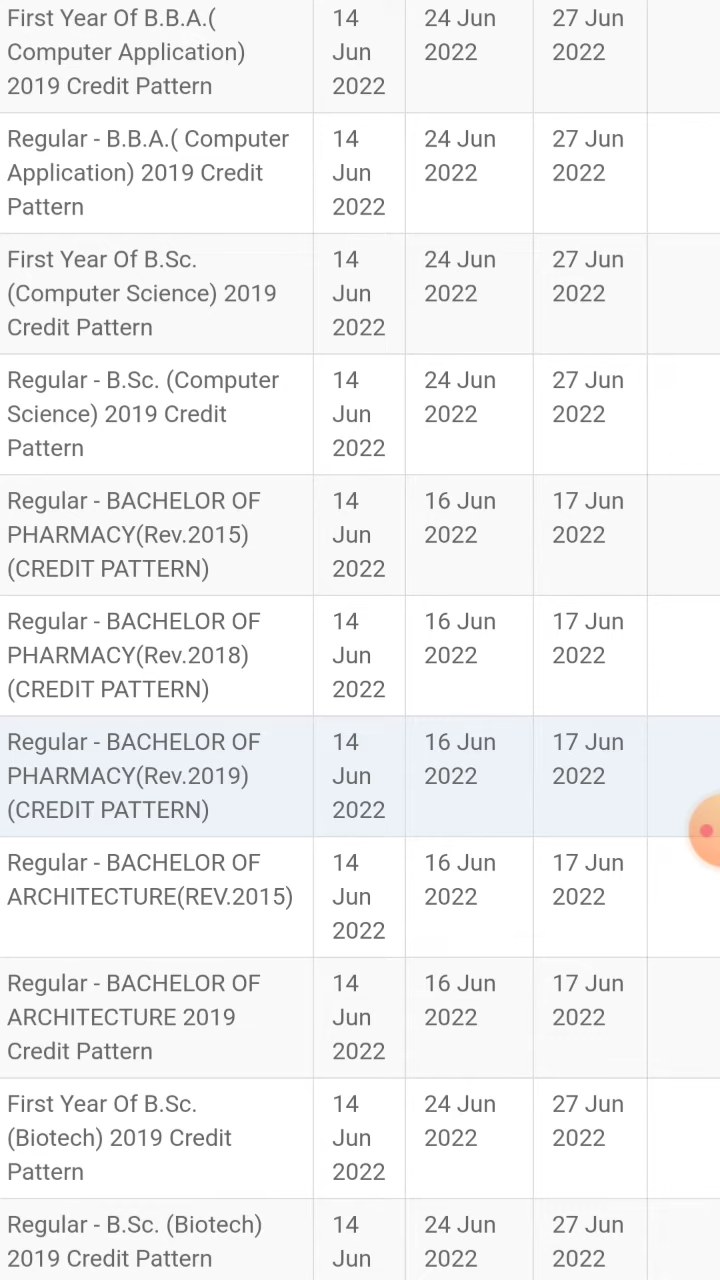 First Year Of B.B.A.( Computer Application) 2019 Credit Pattern 14 Jun 2022 24 Jun 2022 27 Jun 2022
Regular - B.B.A.( Computer Application) 2019 Credit Pattern 14 Jun 2022 24 Jun 2022 27 Jun 2022
First Year Of B.Sc. (Computer Science) 2019 Credit Pattern 14 Jun 2022 24 Jun 2022 27 Jun 2022
Regular - B.Sc. (Computer Science) 2019 Credit Pattern 14 Jun 2022 24 Jun 2022 27 Jun 2022
Regular - BACHELOR OF PHARMACY(Rev.2015) (CREDIT PATTERN) 14 Jun 2022 16 Jun 2022 17 Jun 2022
Regular - BACHELOR OF PHARMACY(Rev.2018) (CREDIT PATTERN) 14 Jun 2022 16 Jun 2022 17 Jun 2022
Regular - BACHELOR OF PHARMACY(Rev.2019) (CREDIT PATTERN) 14 Jun 2022 16 Jun 2022 17 Jun 2022
Regular - BACHELOR OF ARCHITECTURE(REV.2015) 14 Jun 2022 16 Jun 2022 17 Jun 2022
Regular - BACHELOR OF ARCHITECTURE 2019 Credit Pattern 14 Jun 2022 16 Jun 2022 17 Jun 2022
First Year Of B.Sc. (Biotech) 2019 Credit Pattern 14 Jun 2022 24 Jun 2022 27 Jun 2022
Regular - B.Sc. (Biotech) 2019 Credit Pattern 14 Jun 24 Jun 2022 27 Jun 2022